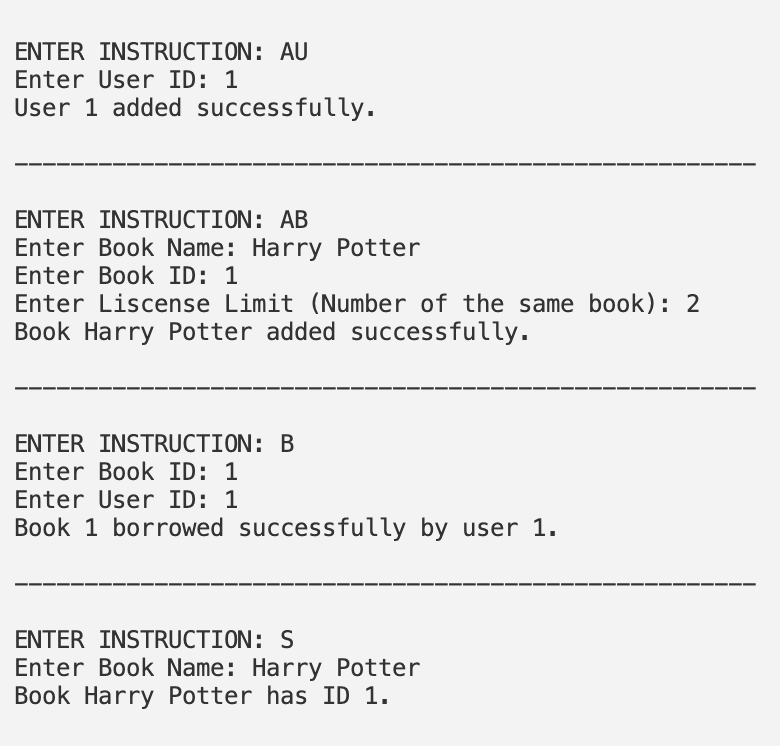 ENTER INSTRUCTION: AU
Enter User ID: 1
User 1 added successfully.
-----------------------------------------------------
ENTER INSTRUCTION: AB
Enter Book Name: Harry Potter
Enter Book ID: 1
Enter Liscense Limit (Number of the same book): 2
Book Harry Potter added successfully.
-----------------------------------------------------
ENTER INSTRUCTION: B
Enter Book ID: 1
Enter User ID: 1
Book 1 borrowed successfully by user 1.
-----------------------------------------------------
ENTER INSTRUCTION: S
Enter Book Name: Harry Potter
Book Harry Potter has ID 1.